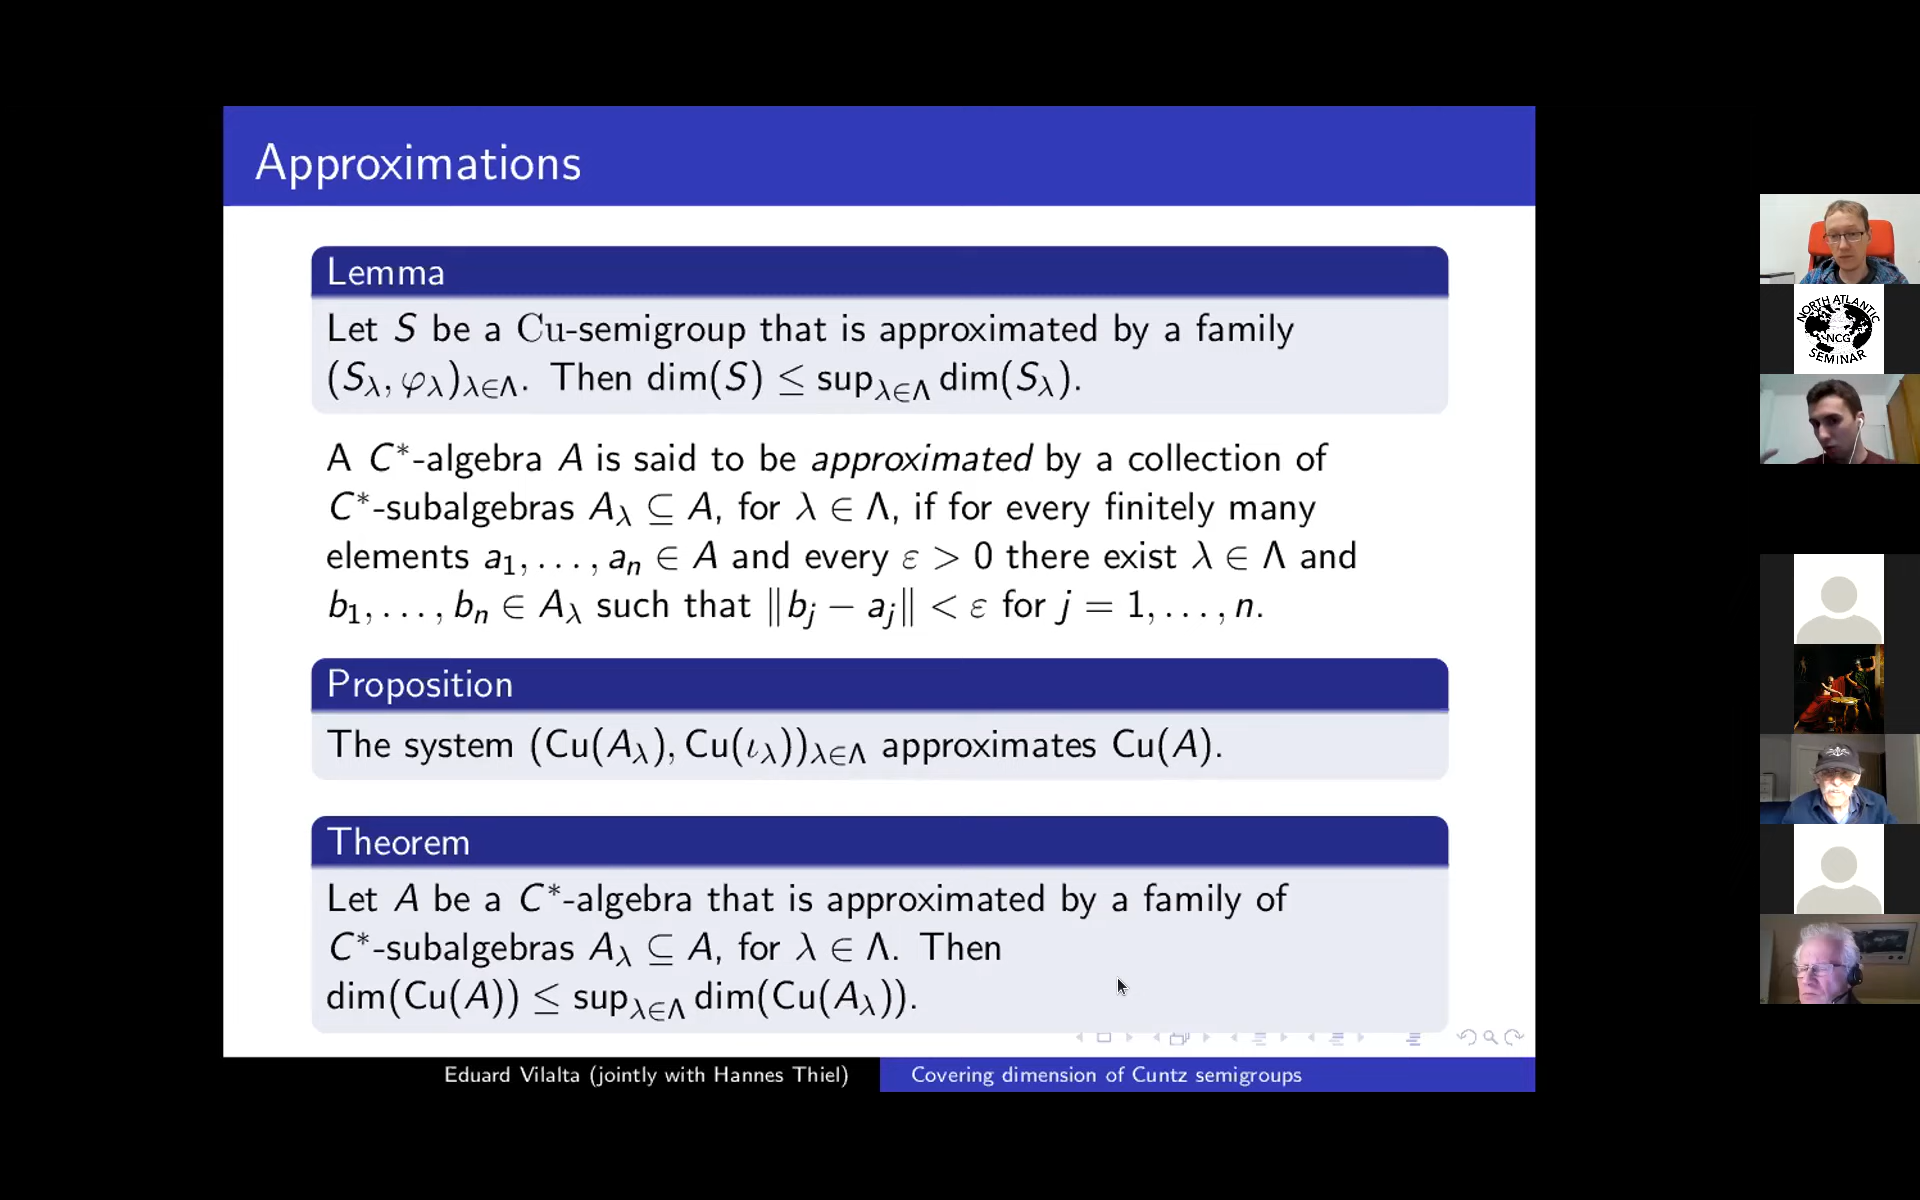 Approximations
Lemma
Let S be a Cu-semigroup that is approximated by a family
(S_λ, φ_λ)_{λ∈Λ}. Then dim(S) ≤ sup_{λ∈Λ} dim(S_λ).
A C*-algebra A is said to be approximated by a collection of
C*-subalgebras A_λ ⊆ A, for λ ∈ Λ, if for every finitely many
elements a₁, . . . , aₙ ∈ A and every ε > 0 there exist λ ∈ Λ and
b₁, . . . , bₙ ∈ A_λ such that ‖b_j − a_j‖ < ε for j = 1, . . . , n.
Proposition
The system (Cu(A_λ), Cu(ι_λ))_{λ∈Λ} approximates Cu(A).
Theorem
Let A be a C*-algebra that is approximated by a family of
C*-subalgebras A_λ ⊆ A, for λ ∈ Λ. Then
dim(Cu(A)) ≤ sup_{λ∈Λ} dim(Cu(A_λ)).
Eduard Vilalta (jointly with Hannes Thiel)
Covering dimension of Cuntz semigroups
NORTH ATLANTIC
NCG
SEMINAR